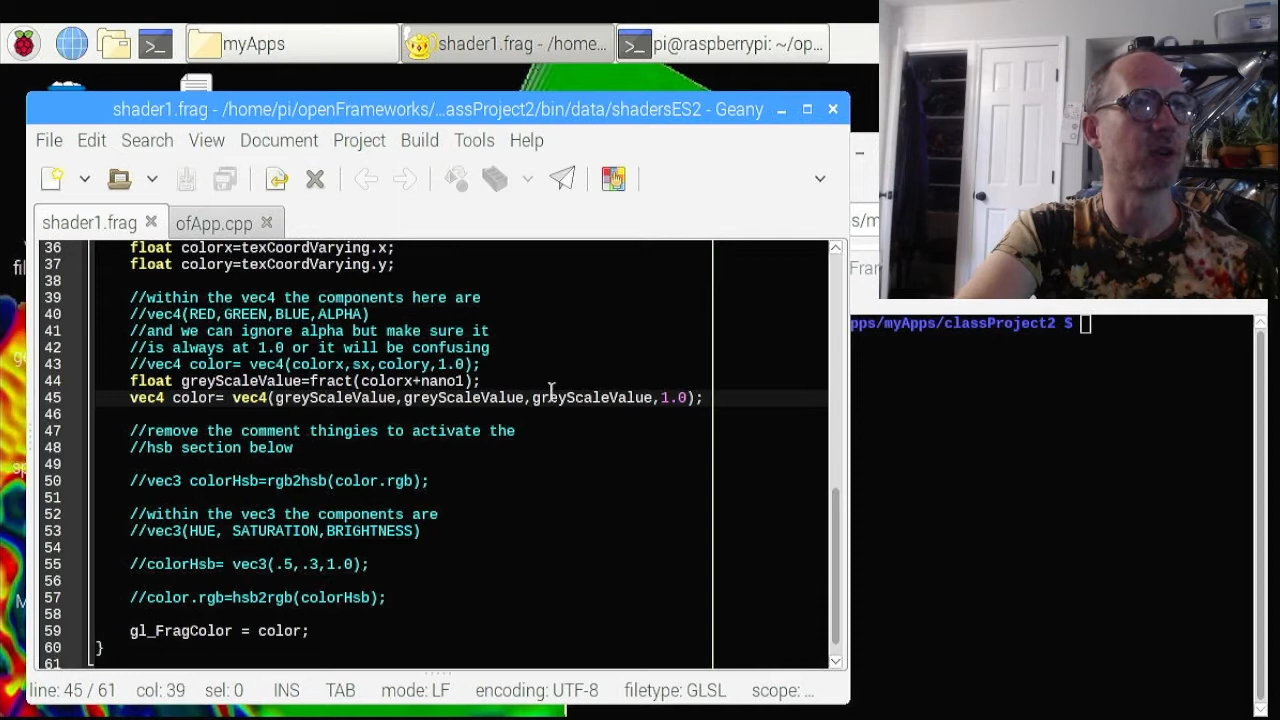 myApps
shader1.frag - /home...
pi@raspberrypi: ~/op...
shader1.frag - /home/pi/openFrameworks/...assProject2/bin/data/shadersES2 - Geany
File Edit Search View Document Project Build Tools Help
shader1.frag ofApp.cpp
s/m
Fran
36 float colorx=texCoordVarying.x;
37 float colory=texCoordVarying.y;
38
39 //within the vec4 the components here are
40 //vec4(RED,GREEN,BLUE,ALPHA)
41 //and we can ignore alpha but make sure it
42 //is always at 1.0 or it will be confusing
43 //vec4 color= vec4(colorx,sx,colory,1.0);
44 float greyScaleValue=fract(colorx+nano1);
45 vec4 color= vec4(greyScaleValue,greyScaleValue,greyScaleValue,1.0);
46
47 //remove the comment thingies to activate the
48 //hsb section below
49
50 //vec3 colorHsb=rgb2hsb(color.rgb);
51
52 //within the vec3 the components are
53 //vec3(HUE, SATURATION,BRIGHTNESS)
54
55 //colorHsb= vec3(.5,.3,1.0);
56
57 //color.rgb=hsb2rgb(colorHsb);
58
59 gl_FragColor = color;
60 }
61
pps/myApps/classProject2 $
line: 45 / 61 col: 39 sel: 0 INS TAB mode: LF encoding: UTF-8 filetype: GLSL scope: ...